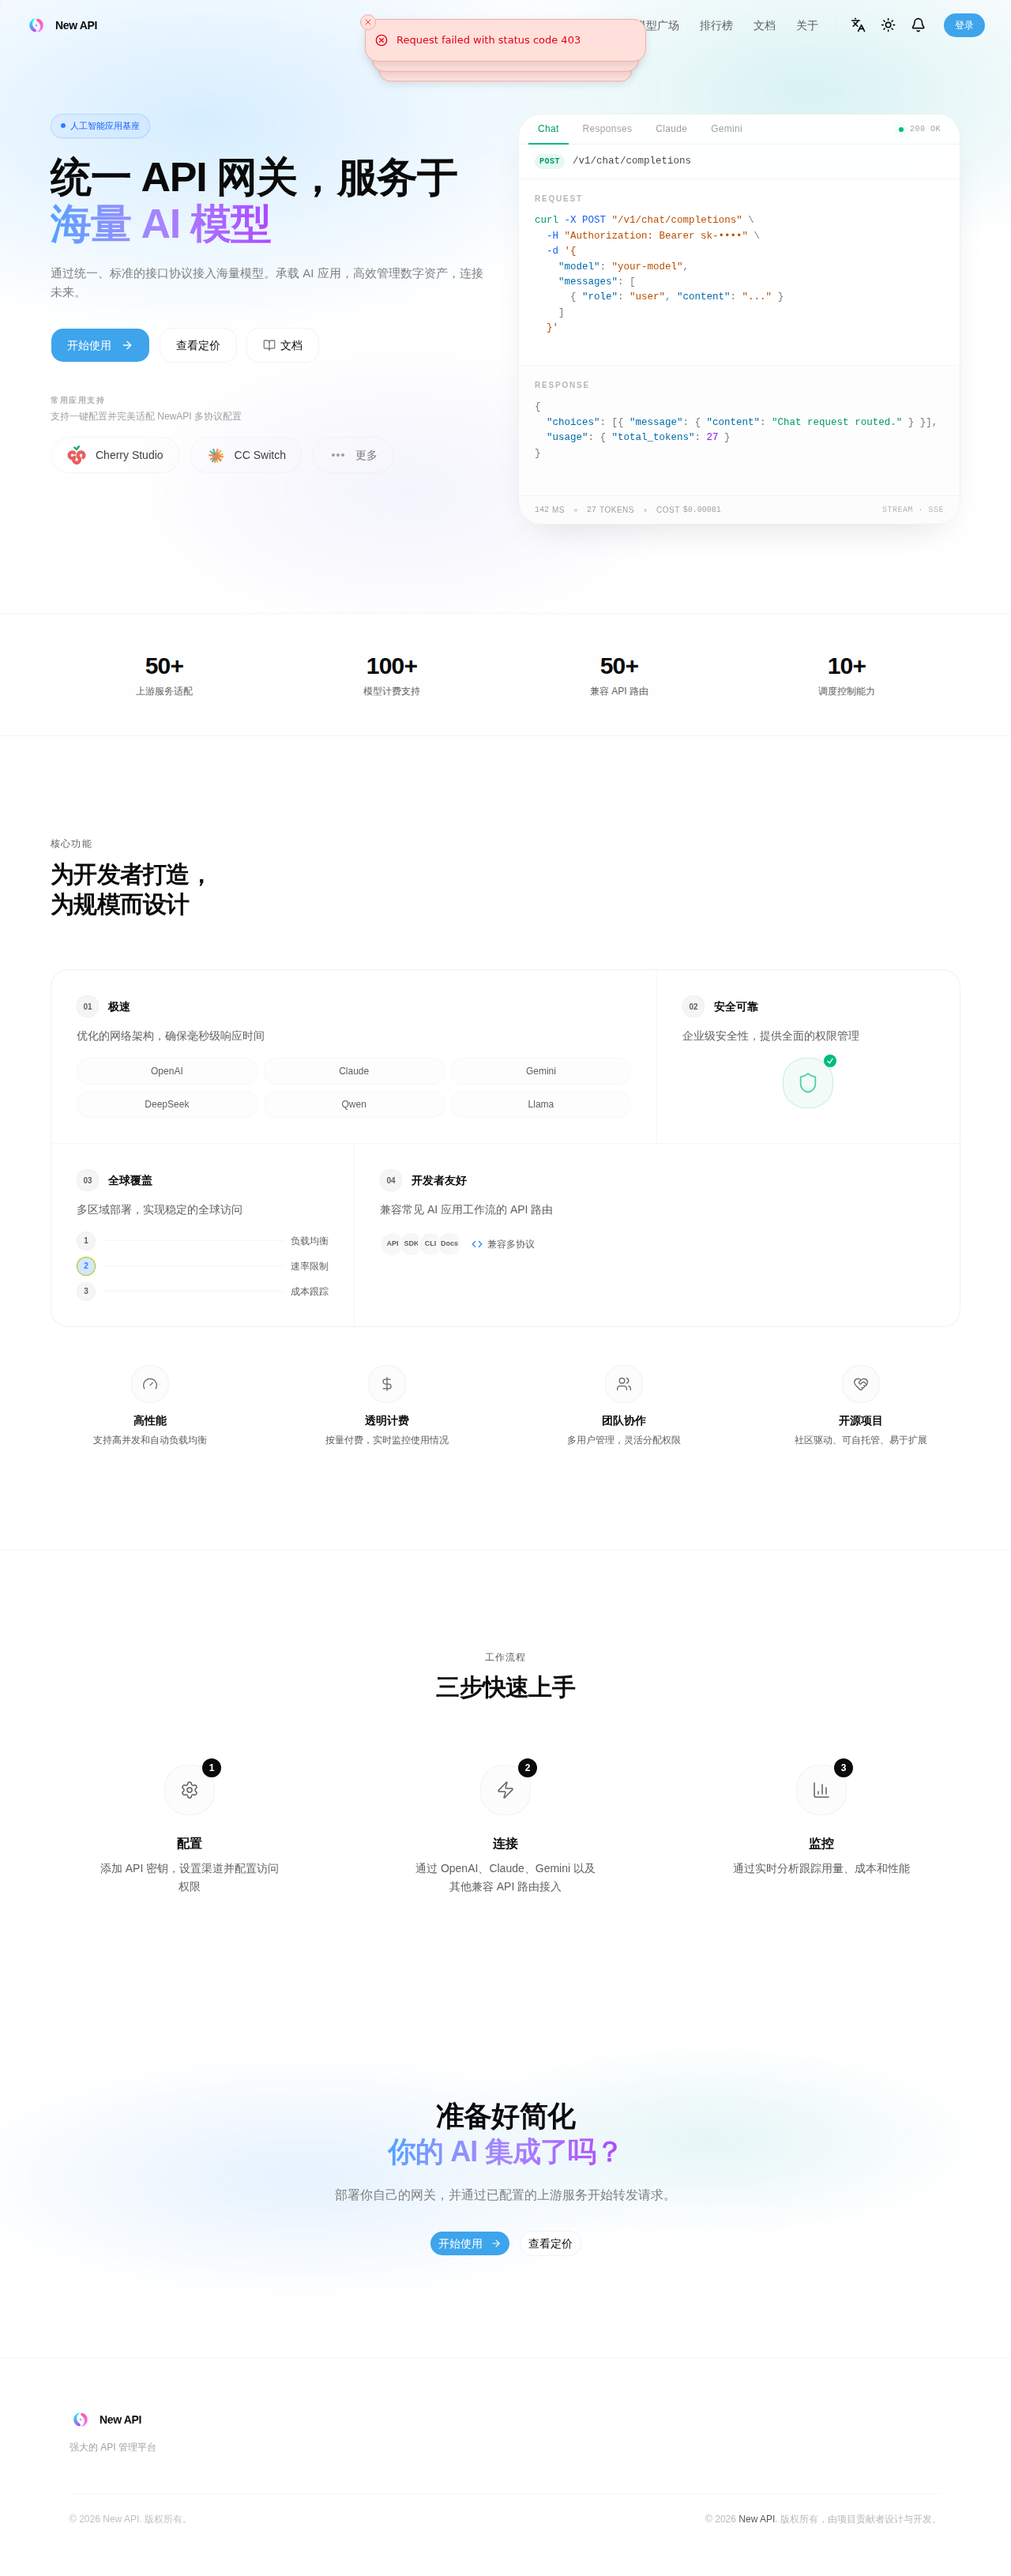 New API
Request failed with status code 403
型广场
排行榜
文档
关于
登录
人工智能应用基座
统一 API 网关，服务于
海量 AI 模型
通过统一、标准的接口协议接入海量模型。承载 AI 应用，高效管理数字资产，连接
未来。
开始使用
查看定价
文档
常用应用支持
支持一键配置并完美适配 NewAPI 多协议配置
Cherry Studio
CC Switch
更多
Chat
Responses
Claude
Gemini
200 OK
POST /v1/chat/completions
REQUEST
curl -X POST "/v1/chat/completions" \
-H "Authorization: Bearer sk-••••" \
-d '{
"model": "your-model",
"messages": [
{ "role": "user", "content": "..." }
]
}'
RESPONSE
{
"choices": [{ "message": { "content": "Chat request routed." } }],
"usage": { "total_tokens": 27 }
}
142 MS
27 TOKENS
COST $0.00081
STREAM · SSE
50+
上游服务适配
100+
模型计费支持
50+
兼容 API 路由
10+
调度控制能力
核心功能
为开发者打造，
为规模而设计
01 极速
优化的网络架构，确保毫秒级响应时间
OpenAI
Claude
Gemini
DeepSeek
Qwen
Llama
02 安全可靠
企业级安全性，提供全面的权限管理
03 全球覆盖
多区域部署，实现稳定的全球访问
1 负载均衡
2 速率限制
3 成本跟踪
04 开发者友好
兼容常见 AI 应用工作流的 API 路由
API
SDK
CLI
Docs
兼容多协议
高性能
支持高并发和自动负载均衡
透明计费
按量付费，实时监控使用情况
团队协作
多用户管理，灵活分配权限
开源项目
社区驱动、可自托管、易于扩展
工作流程
三步快速上手
1
配置
添加 API 密钥，设置渠道并配置访问
权限
2
连接
通过 OpenAI、Claude、Gemini 以及
其他兼容 API 路由接入
3
监控
通过实时分析跟踪用量、成本和性能
准备好简化
你的 AI 集成了吗？
部署你自己的网关，并通过已配置的上游服务开始转发请求。
开始使用
查看定价
New API
强大的 API 管理平台
© 2026 New API. 版权所有。
© 2026 New API. 版权所有，由项目贡献者设计与开发。